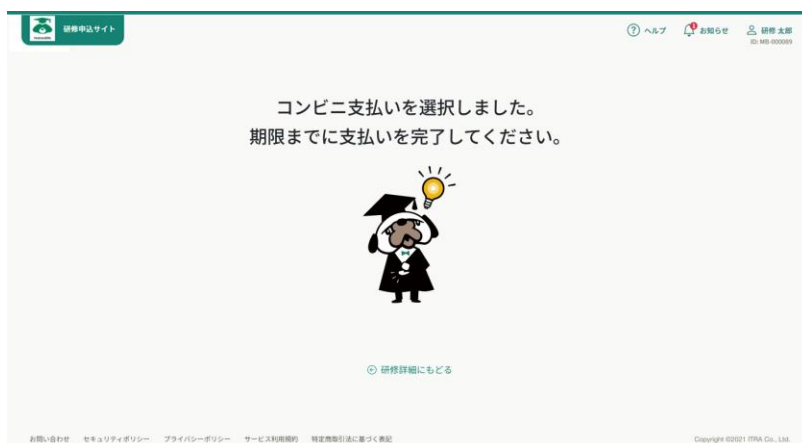 研修申込サイト
ヘルプ
1
お知らせ
研修 太郎
ID: MB-000089
コンビニ支払いを選択しました。
期限までに支払いを完了してください。
研修詳細にもどる
お問い合わせ セキュリティポリシー プライバシーポリシー サービス利用規約 特定商取引法に基づく表記
Copyright ©2021 ITRA Co., Ltd.